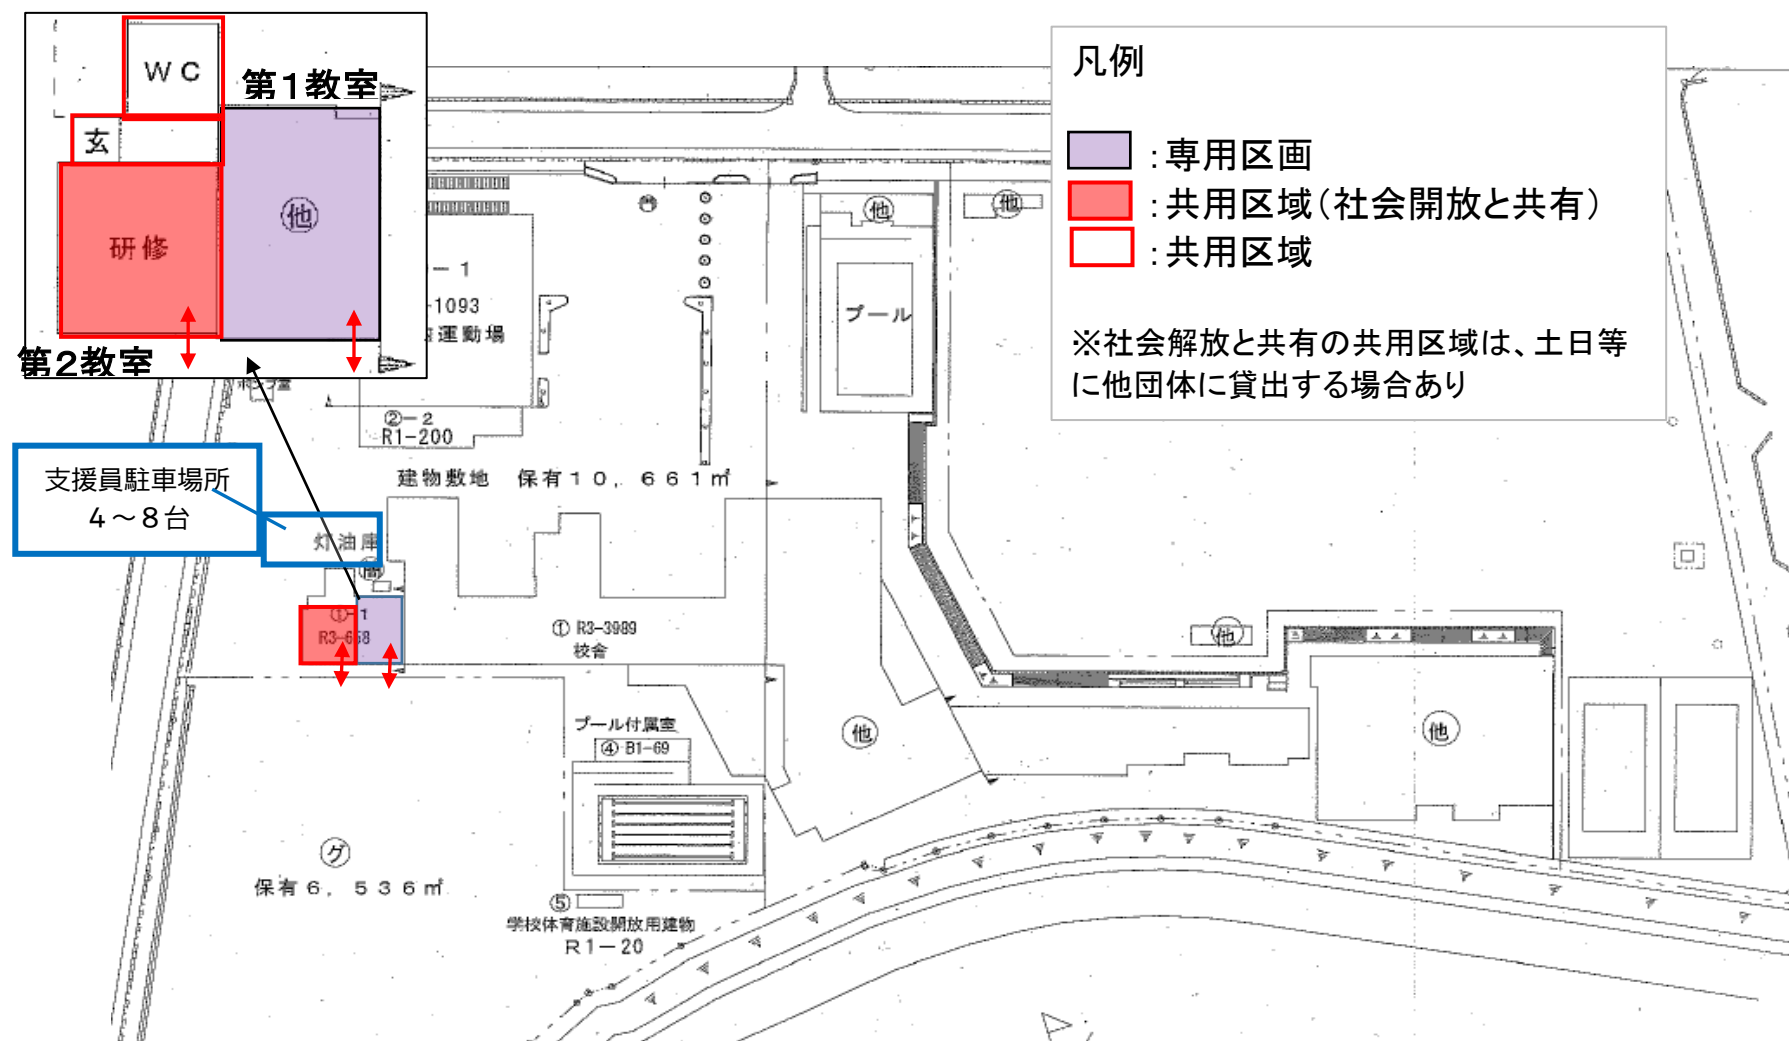 ＷＣ
第１教室
玄
他
研修
第２教室
凡例
：専用区画
：共用区域（社会開放と共有）
：共用区域
※社会解放と共有の共用区域は、土日等
に他団体に貸出する場合あり
－１
-1093
運動場
②－２
R1-200
建物敷地　保有１０，６６１㎡
他
他
プール
支援員駐車場所
４～８台
灯油庫
①-1
R3-658
① R3-3989
校舎
他
他
他
プール付属室
④ B1-69
グ
保有６，５３６㎡
⑤
学校体育施設開放用建物
Ｒ１－２０